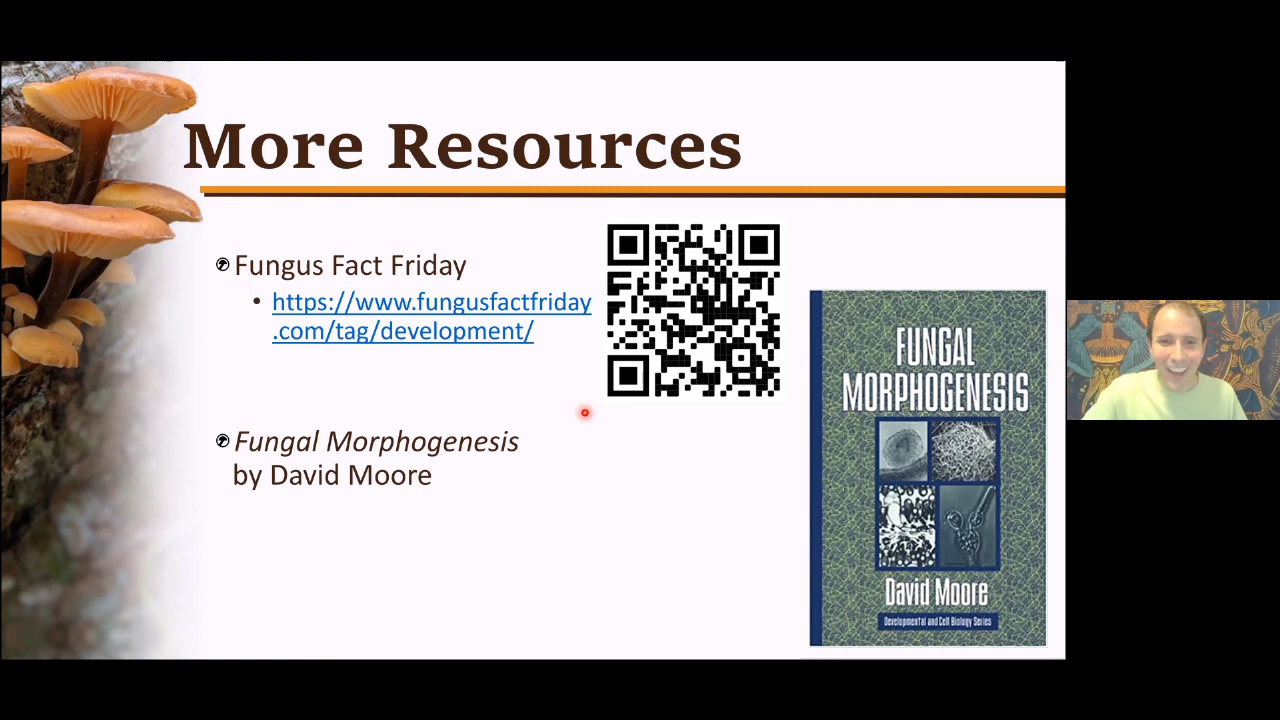 More Resources
Fungus Fact Friday
https://www.fungusfactfriday
.com/tag/development/
Fungal Morphogenesis
by David Moore
FUNGAL
MORPHOGENESIS
David Moore
Developmental and Cell Biology Series